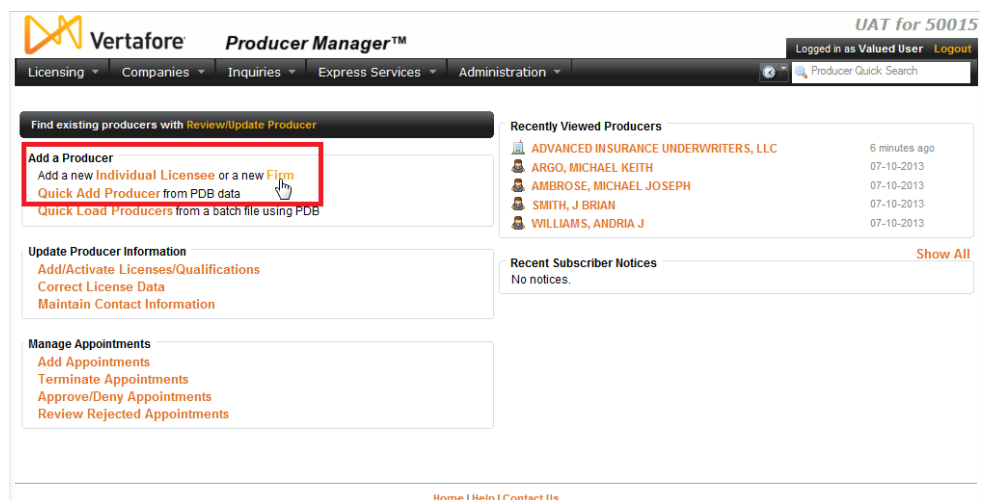 UAT for 50015
Vertafore Producer Manager™
Logged in as Valued User Logout
Licensing Companies Inquiries Express Services Administration
Producer Quick Search
Find existing producers with Review/Update Producer
Add a Producer
Add a new Individual Licensee or a new Firm
Quick Add Producer from PDB data
Quick Load Producers from a batch file using PDB
Update Producer Information
Add/Activate Licenses/Qualifications
Correct License Data
Maintain Contact Information
Manage Appointments
Add Appointments
Terminate Appointments
Approve/Deny Appointments
Review Rejected Appointments
Recently Viewed Producers
ADVANCED INSURANCE UNDERWRITERS, LLC 6 minutes ago
ARGO, MICHAEL KEITH 07-10-2013
AMBROSE, MICHAEL JOSEPH 07-10-2013
SMITH, J BRIAN 07-10-2013
WILLIAMS, ANDRIA J 07-10-2013
Show All
Recent Subscriber Notices
No notices.
Home | Help | Contact Us